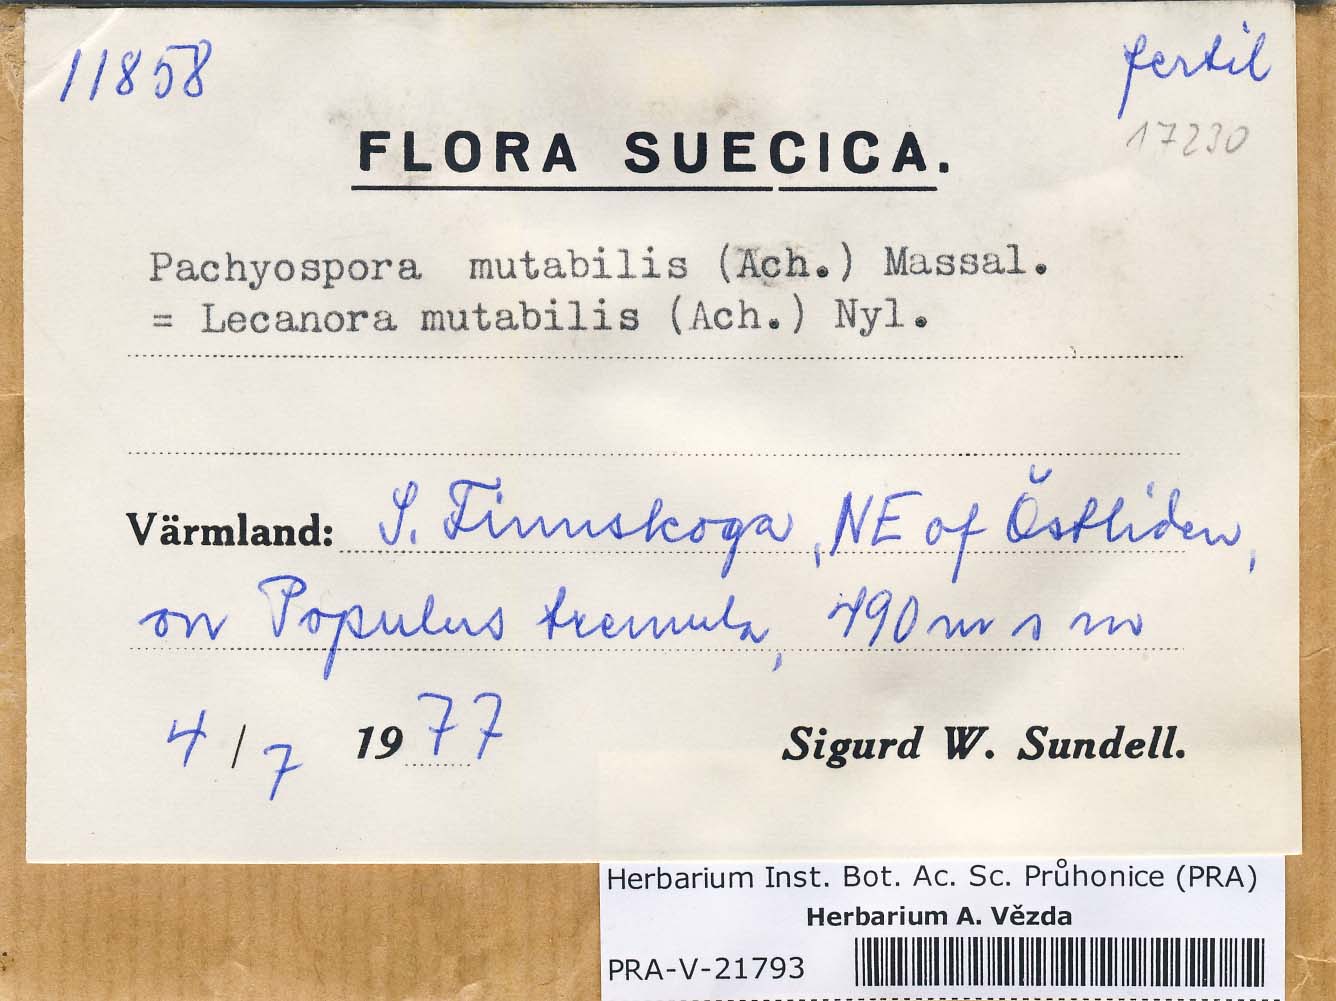 11858
fertil
17230
FLORA SUECICA.
Pachyospora mutabilis (Ach.) Massal.
= Lecanora mutabilis (Ach.) Nyl.
Värmland: S. Finnskoga, NE of Östliden,
on Populus tremula, 490 m s m
4/7 1977 Sigurd W. Sundell.
Herbarium Inst. Bot. Ac. Sc. Průhonice (PRA)
Herbarium A. Vězda
PRA-V-21793